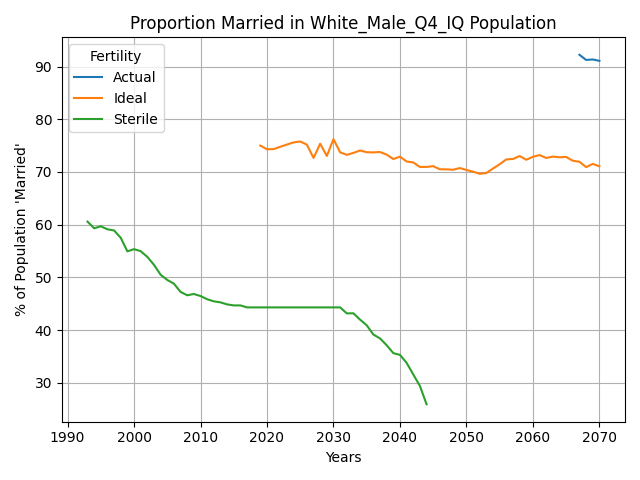 Proportion Married in White_Male_Q4_IQ Population
Fertility
Actual
Ideal
Sterile
% of Population 'Married'
90
80
70
60
50
40
30
1990 2000 2010 2020 2030 2040 2050 2060 2070
Years